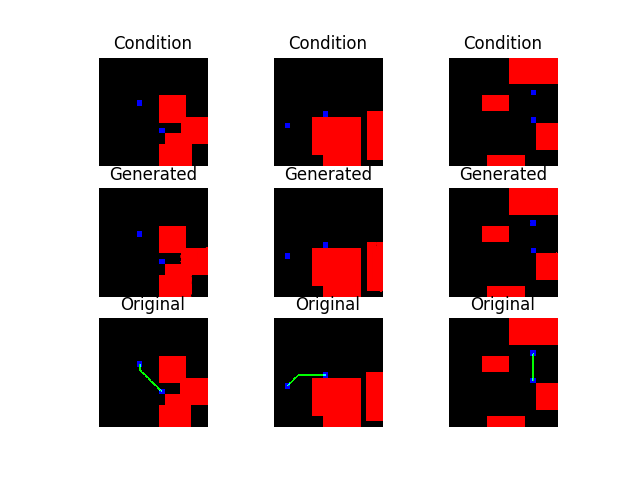 Condition Condition Condition
Generated Generated Generated
Original Original Original